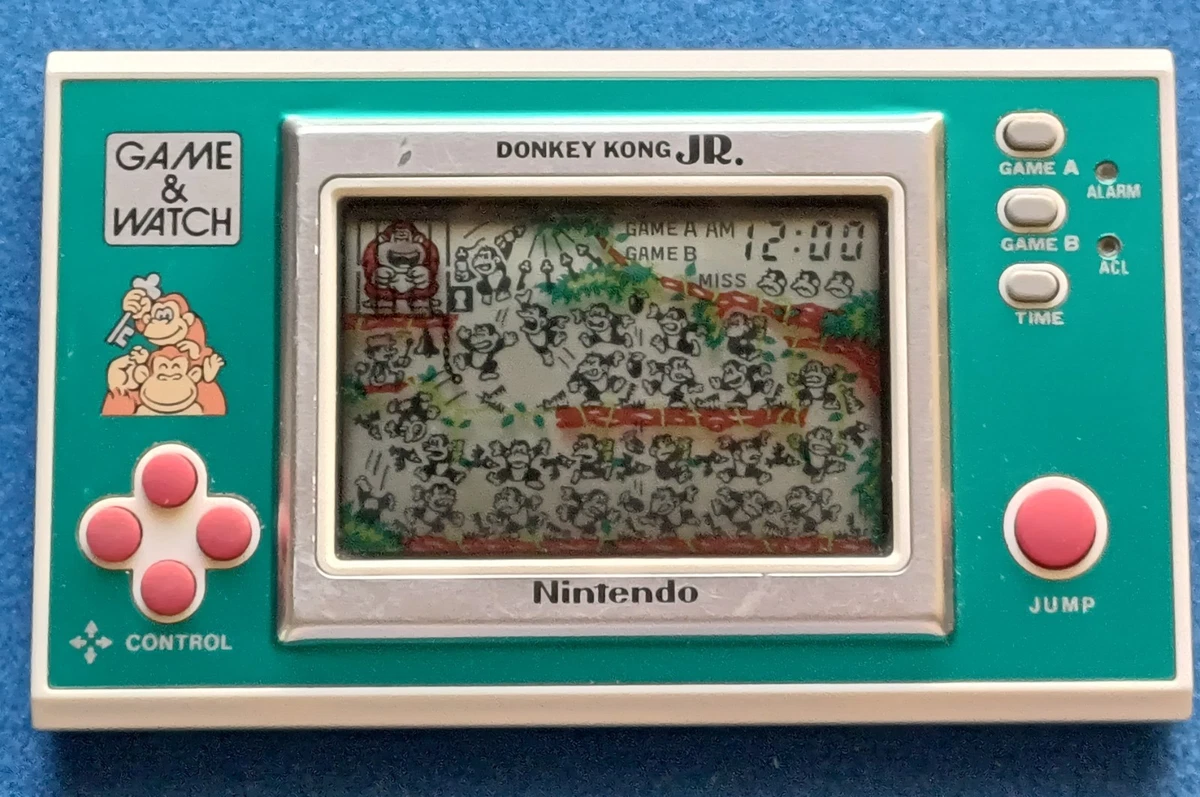 GAME
&
WATCH
DONKEY KONG JR.
GAME A AM 12:00
GAME B
MISS
GAME A
ALARM
GAME B
ACL
TIME
Nintendo
JUMP
CONTROL